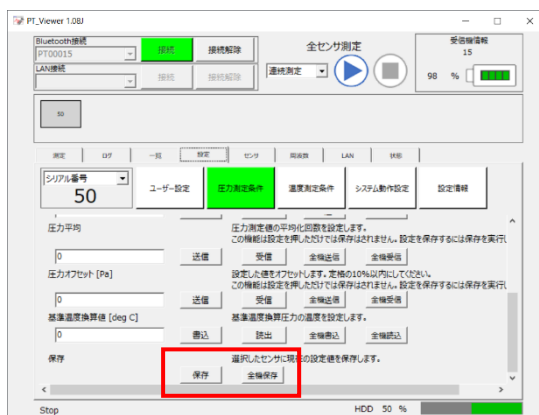 PT_Viewer 1.08J
Bluetooth接続
PT00015
接続
接続解除
LAN接続
接続
接続解除
全センサ測定
連続測定
受信機情報
15
98 %
50
測定
ログ
一覧
設定
センサ
周波数
LAN
状態
シリアル番号
50
ユーザー設定
圧力測定条件
温度測定条件
システム動作設定
設定情報
圧力平均
圧力測定値の平均化回数を設定します。
この機能は設定を押しただけでは保存はされません。設定を保存するには保存を実行し
0
送信
受信
全機送信
全機受信
圧力オフセット [Pa]
設定した値をオフセットします。定格の10%以内にしてください。
この機能は設定を押しただけでは保存はされません。設定を保存するには保存を実行し
0
送信
受信
全機送信
全機受信
基準温度換算値 [deg C]
基準温度換算圧力の温度を設定します。
0
書込
読出
全機書込
全機読込
保存
選択したセンサに現在の設定値を保存します。
保存
全機保存
Stop
HDD 50 %